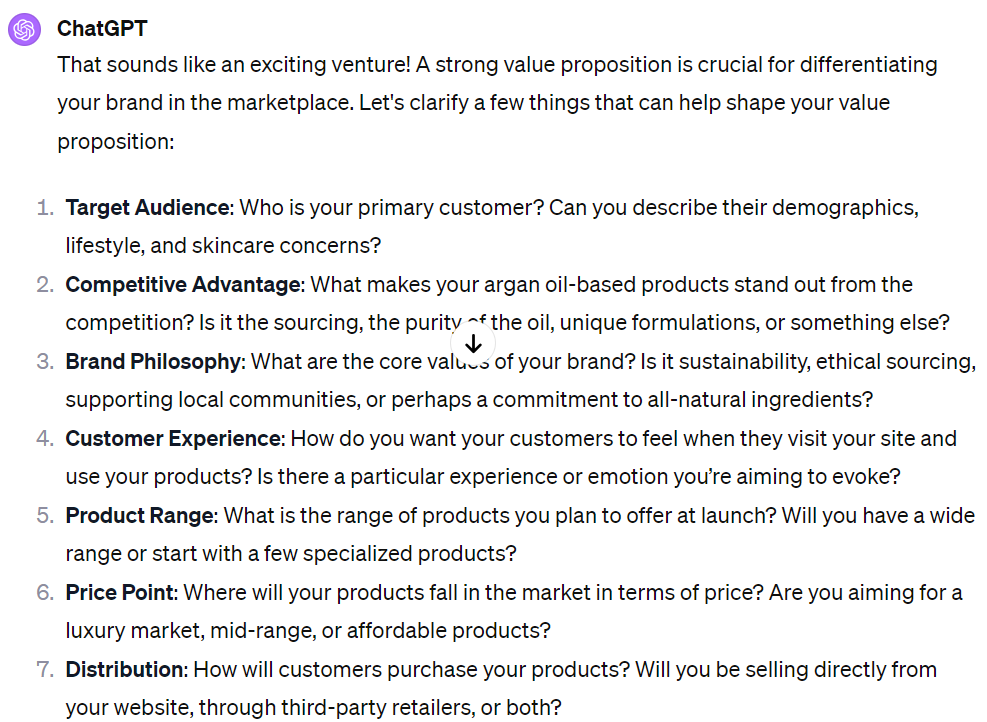 ChatGPT
That sounds like an exciting venture! A strong value proposition is crucial for differentiating
your brand in the marketplace. Let's clarify a few things that can help shape your value
proposition:
1. Target Audience: Who is your primary customer? Can you describe their demographics,
lifestyle, and skincare concerns?
2. Competitive Advantage: What makes your argan oil-based products stand out from the
competition? Is it the sourcing, the purity of the oil, unique formulations, or something else?
3. Brand Philosophy: What are the core values of your brand? Is it sustainability, ethical sourcing,
supporting local communities, or perhaps a commitment to all-natural ingredients?
4. Customer Experience: How do you want your customers to feel when they visit your site and
use your products? Is there a particular experience or emotion you’re aiming to evoke?
5. Product Range: What is the range of products you plan to offer at launch? Will you have a wide
range or start with a few specialized products?
6. Price Point: Where will your products fall in the market in terms of price? Are you aiming for a
luxury market, mid-range, or affordable products?
7. Distribution: How will customers purchase your products? Will you be selling directly from
your website, through third-party retailers, or both?